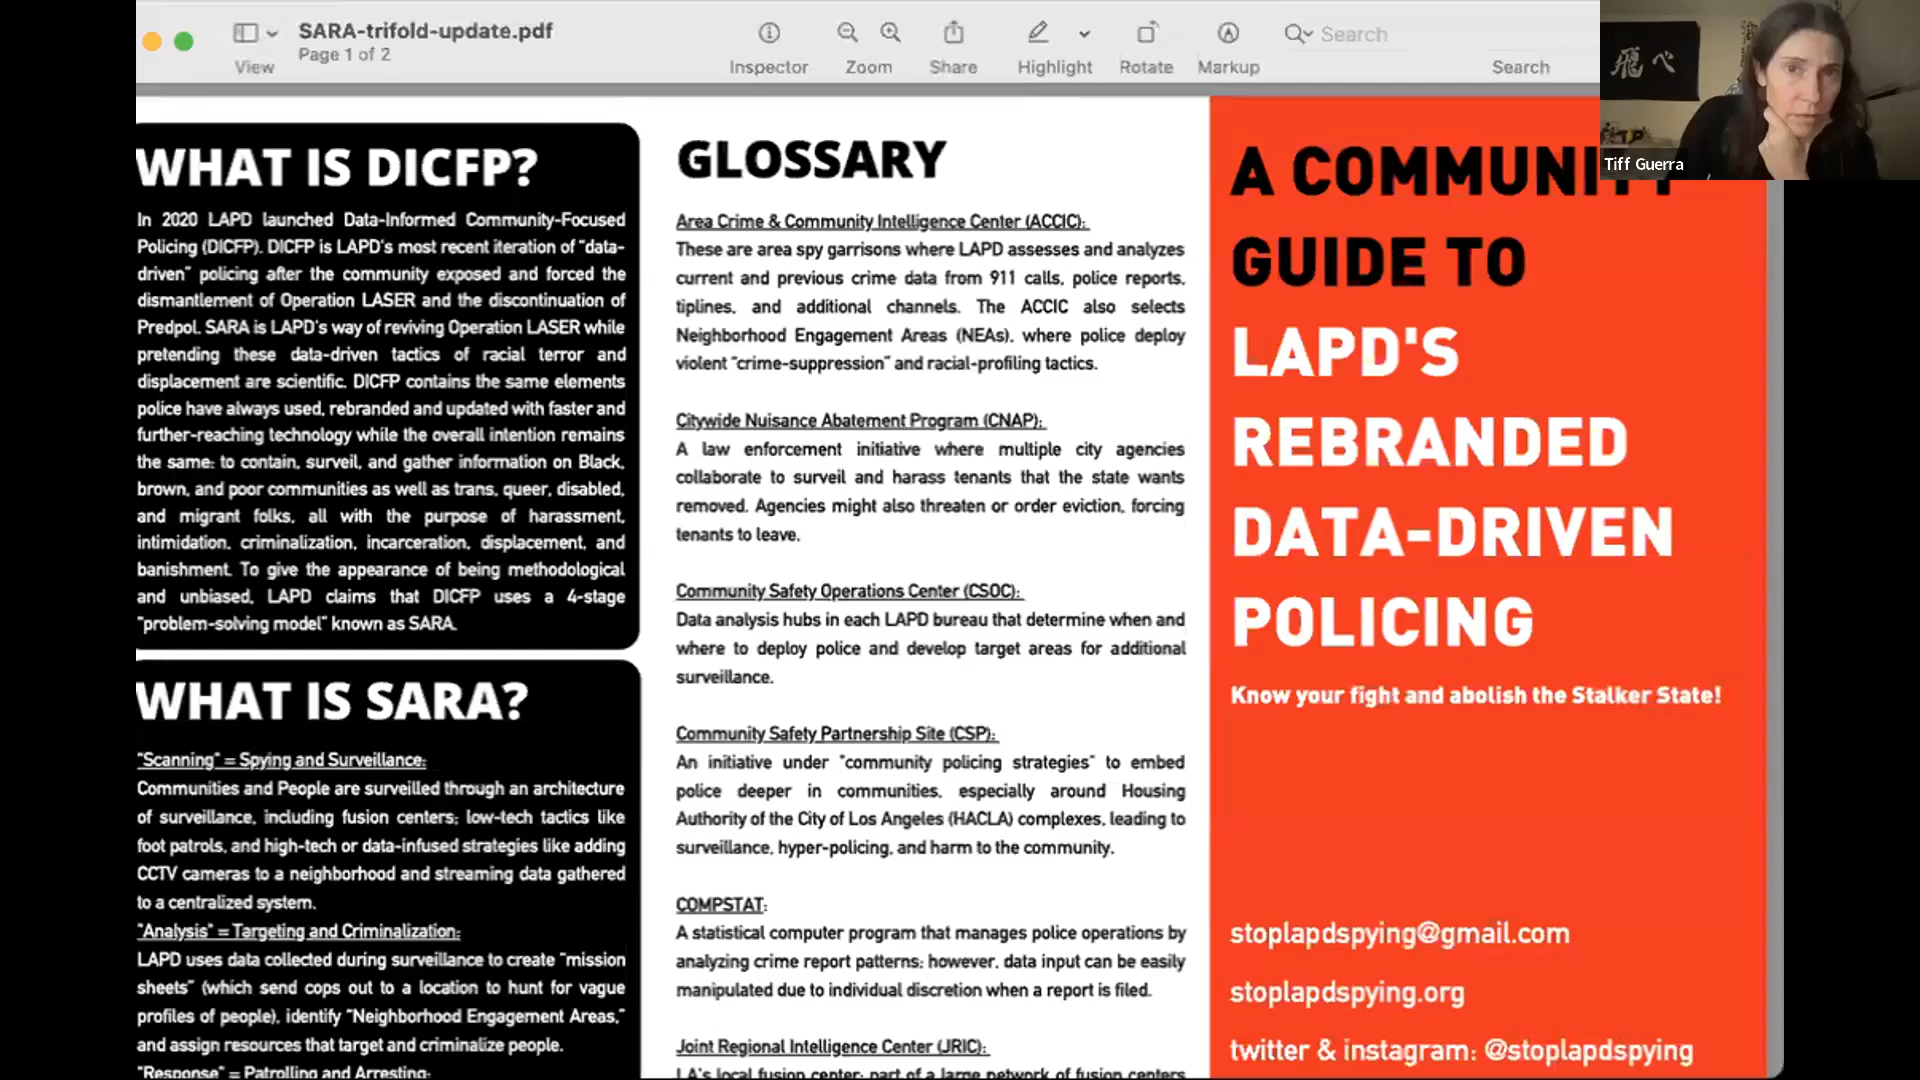 SARA-trifold-update.pdf
Page 1 of 2
View
Inspector
Zoom
Share
Highlight
Rotate
Markup
Search
Search
飛べ
Tiff Guerra
WHAT IS DICFP?
In 2020 LAPD launched Data-Informed Community-Focused
Policing (DICFP). DICFP is LAPD's most recent iteration of "data-
driven" policing after the community exposed and forced the
dismantlement of Operation LASER and the discontinuation of
Predpol. SARA is LAPD's way of reviving Operation LASER while
pretending these data-driven tactics of racial terror and
displacement are scientific. DICFP contains the same elements
police have always used, rebranded and updated with faster and
further-reaching technology while the overall intention remains
the same: to contain, surveil, and gather information on Black,
brown, and poor communities as well as trans, queer, disabled,
and migrant folks, all with the purpose of harassment,
intimidation, criminalization, incarceration, displacement, and
banishment. To give the appearance of being methodological
and unbiased, LAPD claims that DICFP uses a 4-stage
"problem-solving model" known as SARA.
WHAT IS SARA?
"Scanning" = Spying and Surveillance:
Communities and People are surveilled through an architecture
of surveillance, including fusion centers; low-tech tactics like
foot patrols, and high-tech or data-infused strategies like adding
CCTV cameras to a neighborhood and streaming data gathered
to a centralized system.
"Analysis" = Targeting and Criminalization:
LAPD uses data collected during surveillance to create "mission
sheets" (which send cops out to a location to hunt for vague
profiles of people), identify "Neighborhood Engagement Areas,"
and assign resources that target and criminalize people.
"Response" = Patrolling and Arresting:
GLOSSARY
Area Crime & Community Intelligence Center (ACCIC):
These are area spy garrisons where LAPD assesses and analyzes
current and previous crime data from 911 calls, police reports,
tiplines, and additional channels. The ACCIC also selects
Neighborhood Engagement Areas (NEAs), where police deploy
violent "crime-suppression" and racial-profiling tactics.
Citywide Nuisance Abatement Program (CNAP):
A law enforcement initiative where multiple city agencies
collaborate to surveil and harass tenants that the state wants
removed. Agencies might also threaten or order eviction, forcing
tenants to leave.
Community Safety Operations Center (CSOC):
Data analysis hubs in each LAPD bureau that determine when and
where to deploy police and develop target areas for additional
surveillance.
Community Safety Partnership Site (CSP):
An initiative under "community policing strategies" to embed
police deeper in communities, especially around Housing
Authority of the City of Los Angeles (HACLA) complexes, leading to
surveillance, hyper-policing, and harm to the community.
COMPSTAT:
A statistical computer program that manages police operations by
analyzing crime report patterns; however, data input can be easily
manipulated due to individual discretion when a report is filed.
Joint Regional Intelligence Center (JRIC):
LA's local fusion center; part of a large network of fusion centers
A COMMUNITY
GUIDE TO
LAPD'S
REBRANDED
DATA-DRIVEN
POLICING
Know your fight and abolish the Stalker State!
stoplapdspying@gmail.com
stoplapdspying.org
twitter & instagram: @stoplapdspying